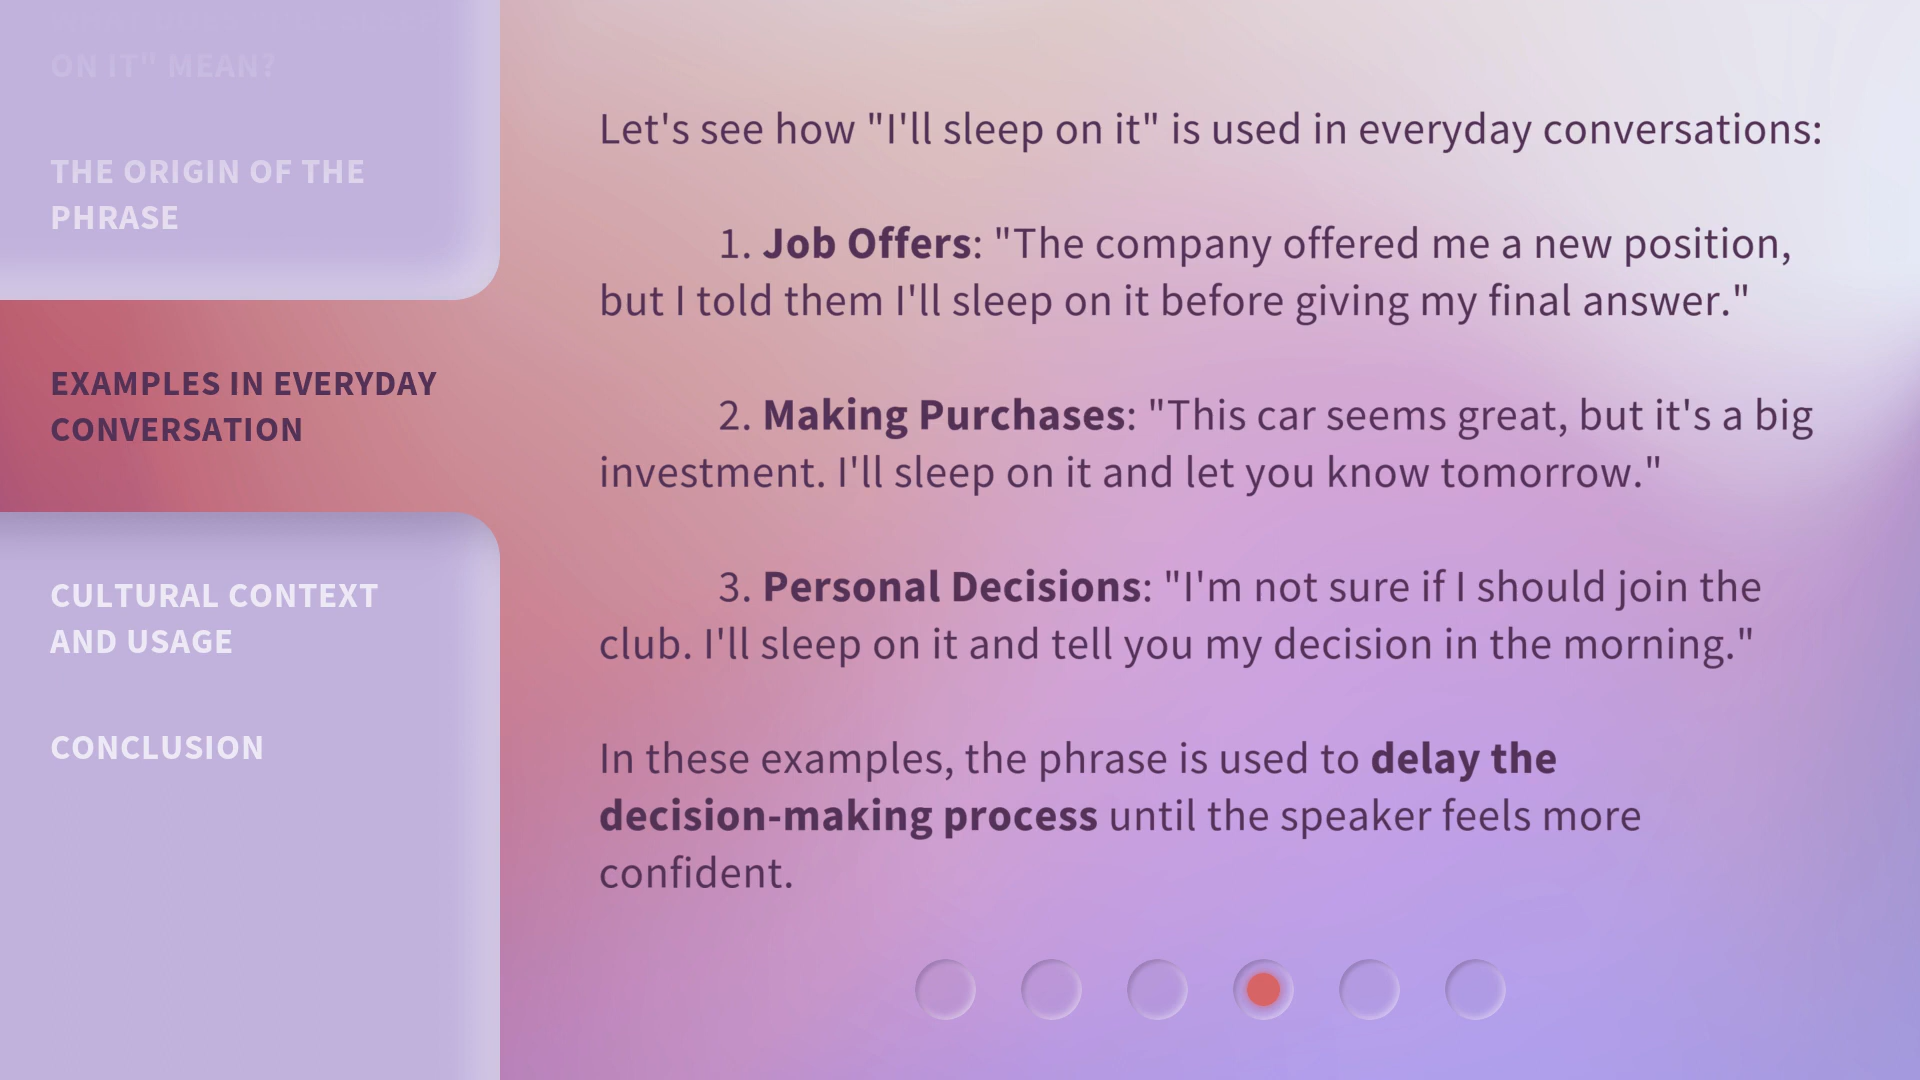 ON IT" MEAN?
THE ORIGIN OF THE
PHRASE
EXAMPLES IN EVERYDAY
CONVERSATION
CULTURAL CONTEXT
AND USAGE
CONCLUSION
Let's see how "I'll sleep on it" is used in everyday conversations:
1. Job Offers: "The company offered me a new position,
but I told them I'll sleep on it before giving my final answer."
2. Making Purchases: "This car seems great, but it's a big
investment. I'll sleep on it and let you know tomorrow."
3. Personal Decisions: "I'm not sure if I should join the
club. I'll sleep on it and tell you my decision in the morning."
In these examples, the phrase is used to delay the
decision-making process until the speaker feels more
confident.